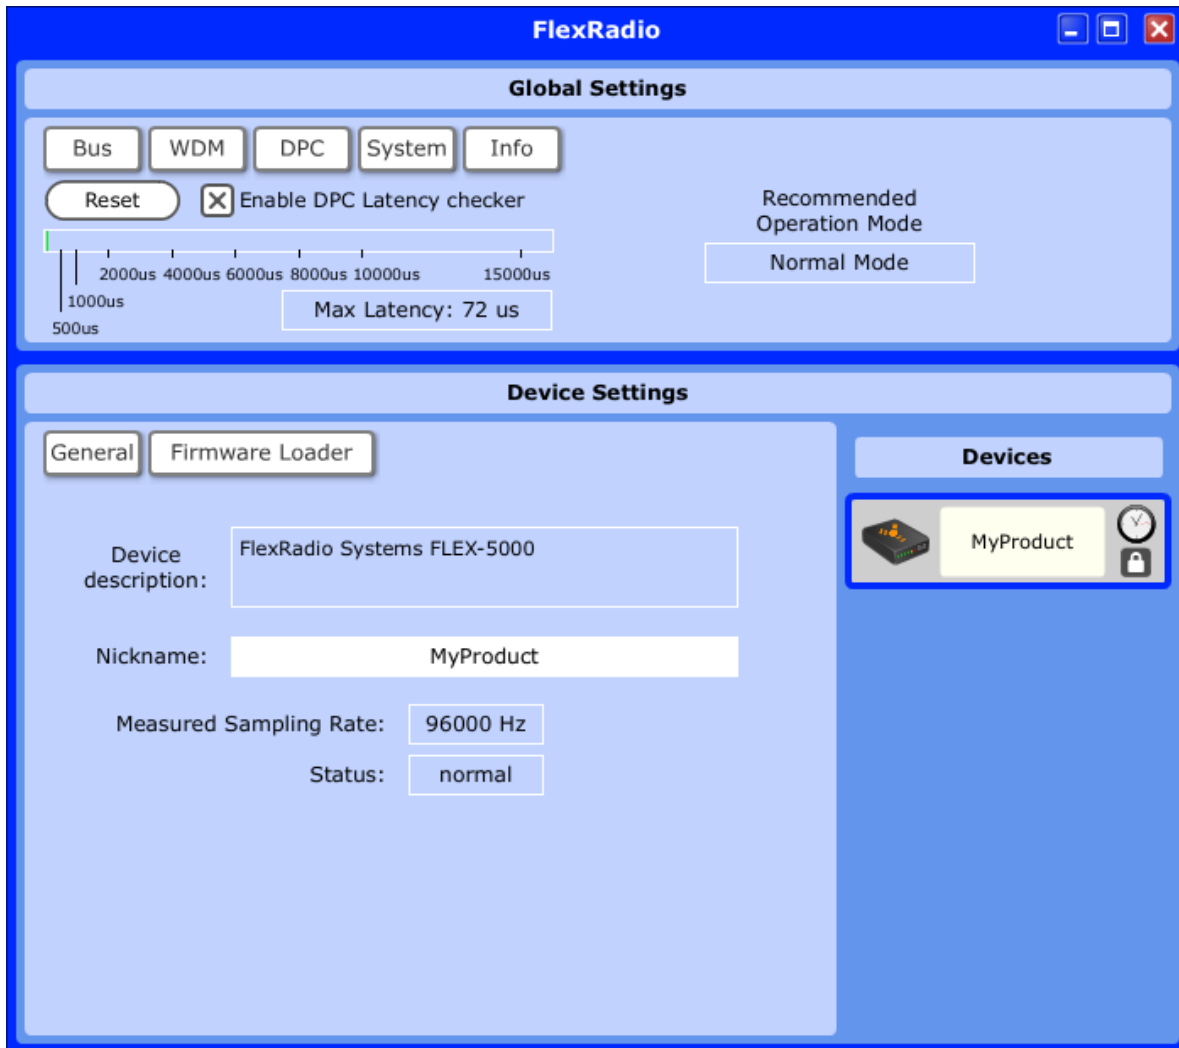 FlexRadio
Global Settings
Bus WDM DPC System Info
Reset Enable DPC Latency checker
Recommended
Operation Mode
Normal Mode
2000us 4000us 6000us 8000us 10000us 15000us
1000us
500us
Max Latency: 72 us
Device Settings
General Firmware Loader
Devices
MyProduct
Device
description:
FlexRadio Systems FLEX-5000
Nickname: MyProduct
Measured Sampling Rate: 96000 Hz
Status: normal